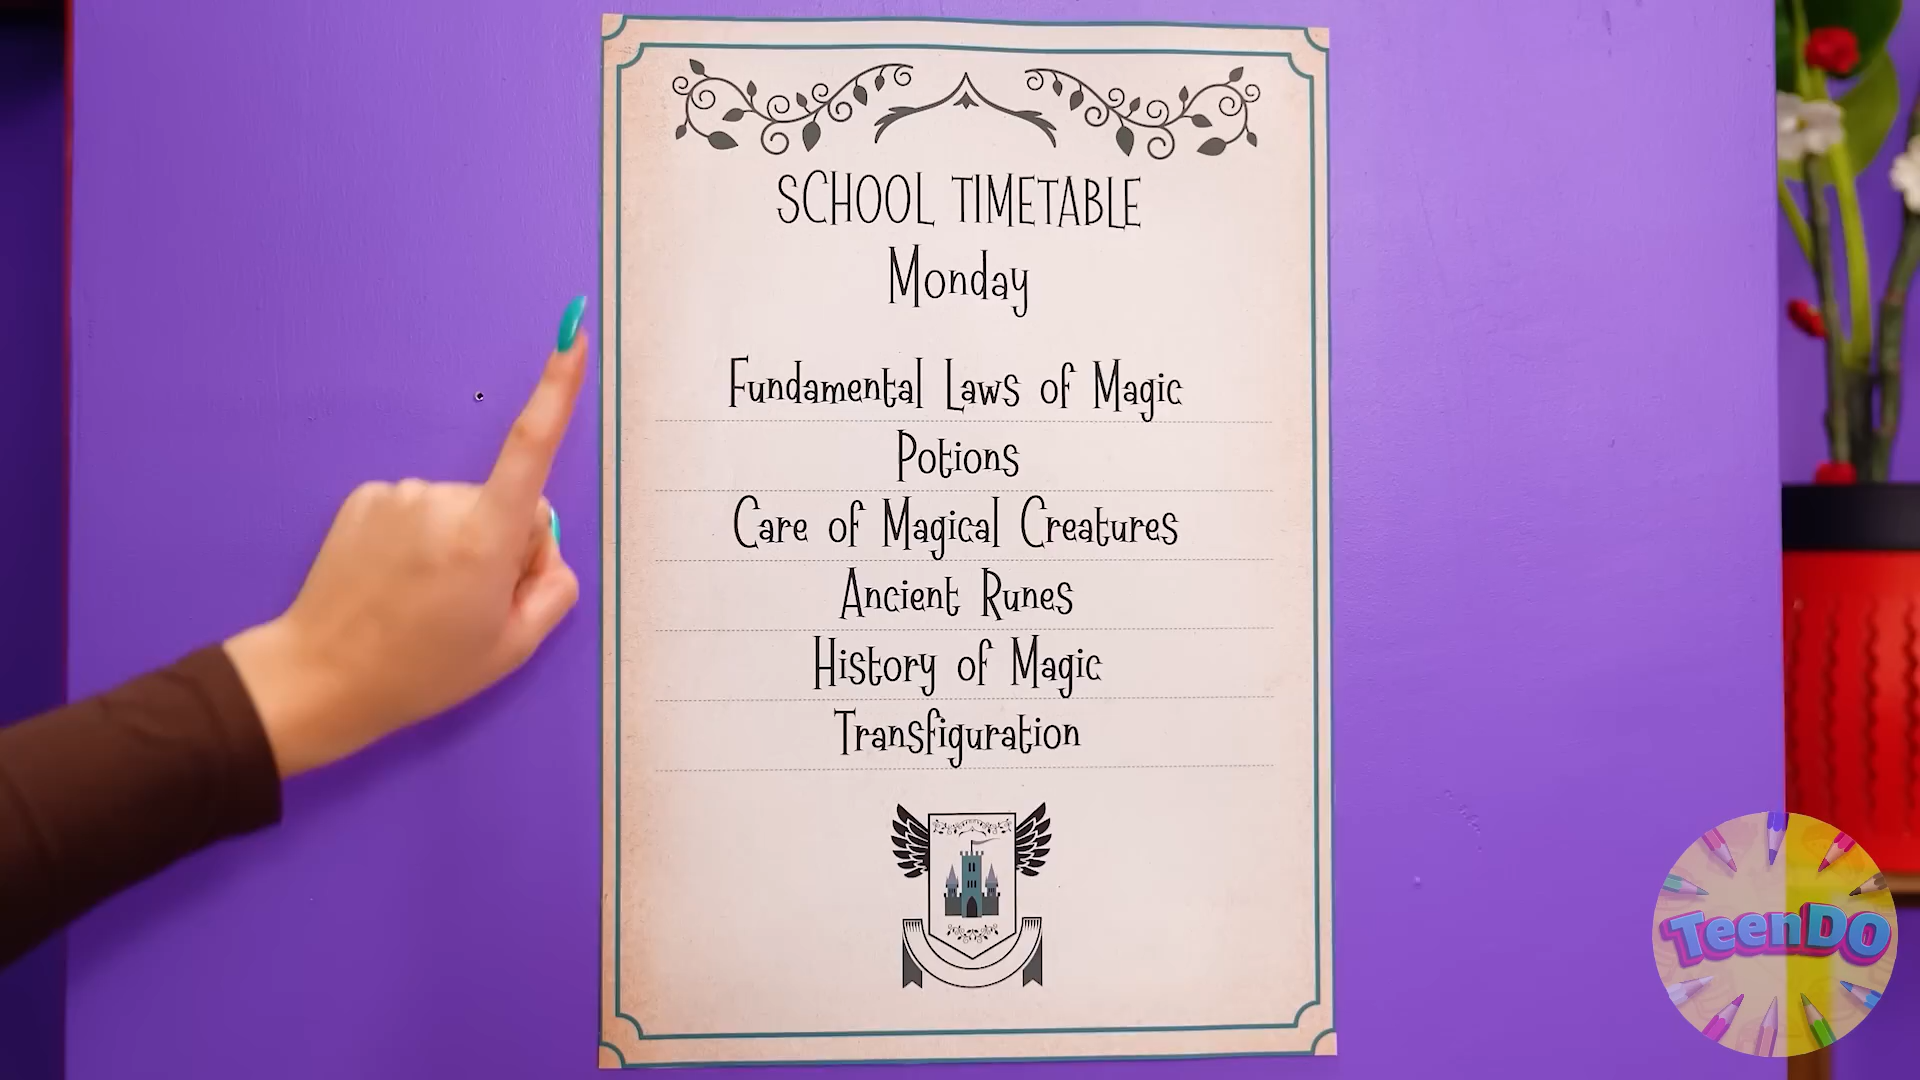 SCHOOL TIMETABLE
Monday
Fundamental Laws of Magic
Potions
Care of Magical Creatures
Ancient Runes
History of Magic
Transfiguration
TeenDO